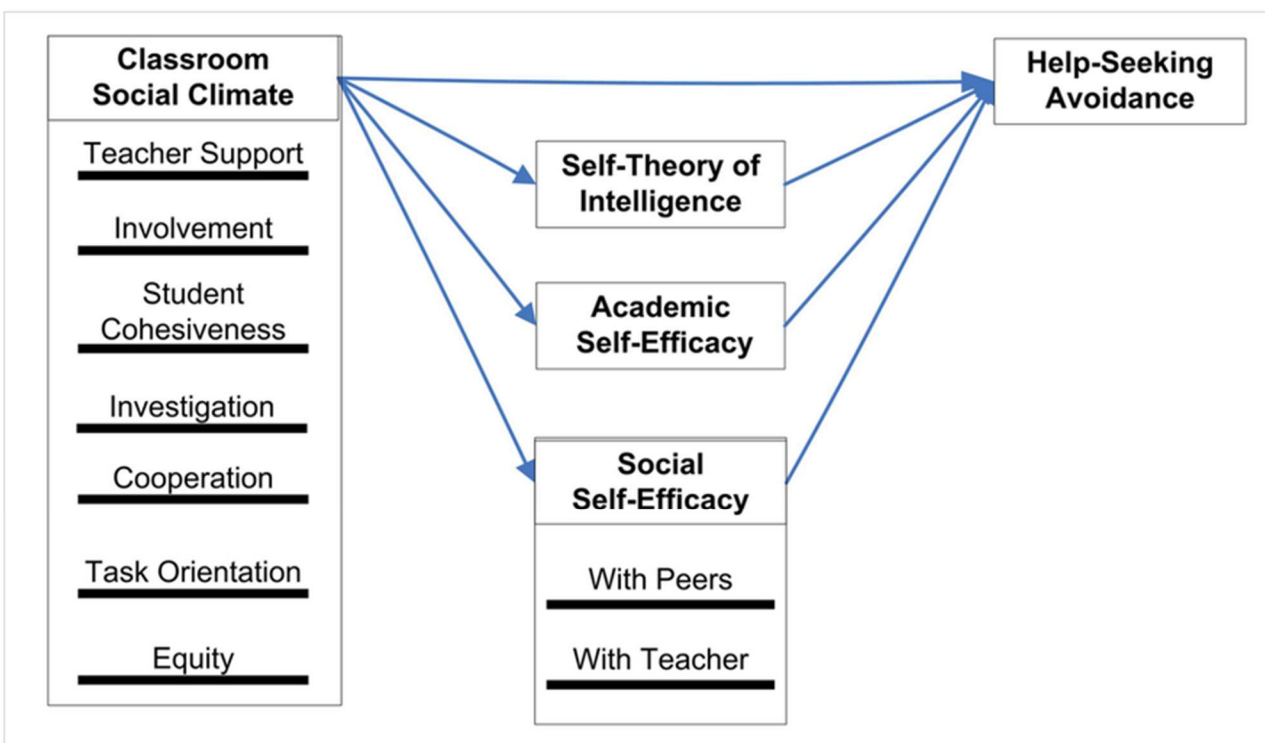 Classroom
Social Climate
Teacher Support
Involvement
Student
Cohesiveness
Investigation
Cooperation
Task Orientation
Equity
Self-Theory of
Intelligence
Academic
Self-Efficacy
Social
Self-Efficacy
With Peers
With Teacher
Help-Seeking
Avoidance